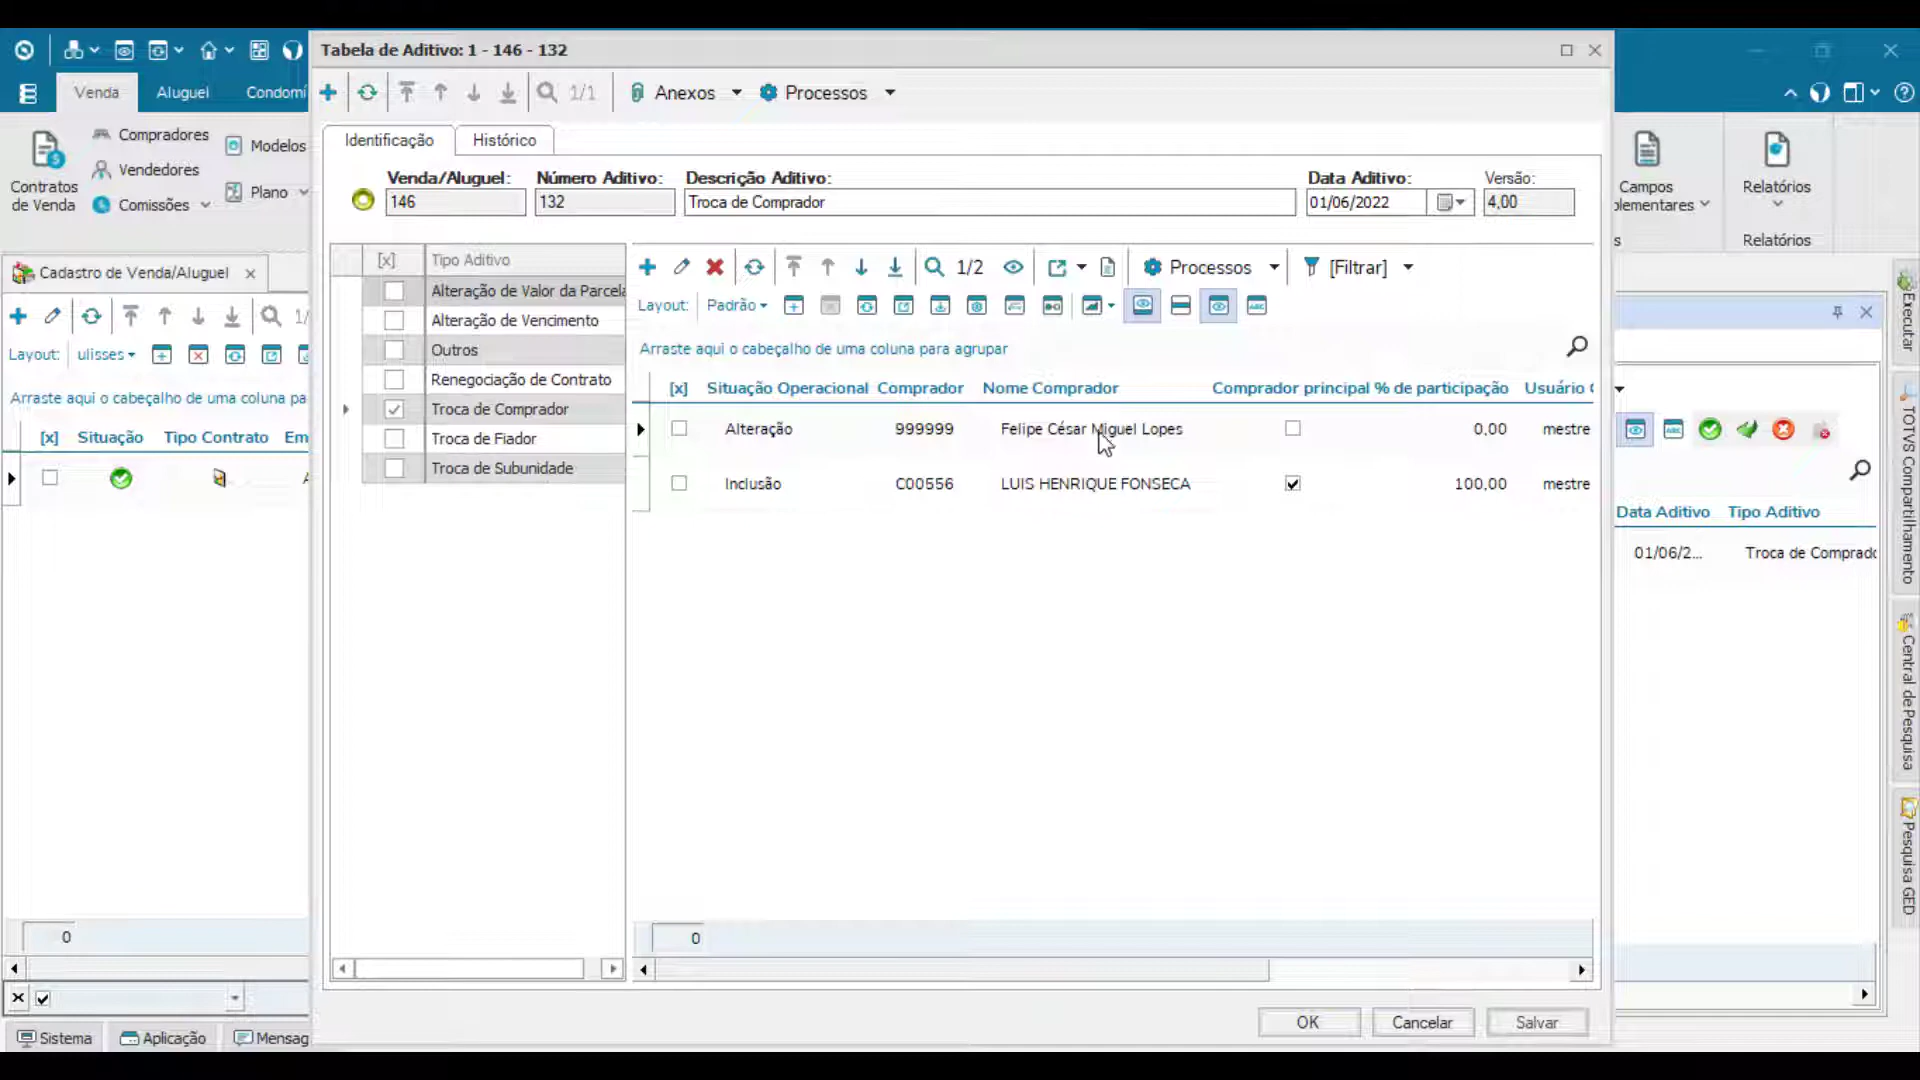 Tabela de Aditivo: 1 - 146 - 132
Venda
Aluguel
1/1
Anexos
Processos
Contratos
de Venda
Compradores
Vendedores
Comissões
Modelos
Plano
Identificação
Histórico
Venda/Aluguel:
Número Aditivo:
Descrição Aditivo:
Data Aditivo:
Versão:
146
132
Troca de Comprador
01/06/2022
4,00
Campos
Relatórios
Relatórios
Cadastro de Venda/Aluguel
Layout:
ulisses
Arraste aqui o cabeçalho de uma coluna pa
[x]
Situação
Tipo Contrato
Em
0
[x]
Tipo Aditivo
Alteração de Valor da Parcela
Alteração de Vencimento
Outros
Renegociação de Contrato
Troca de Comprador
Troca de Fiador
Troca de Subunidade
1/2
Processos
[Filtrar]
Layout:
Padrão
Arraste aqui o cabeçalho de uma coluna para agrupar
[x] Situação Operacional Comprador Nome Comprador Comprador principal % de participação Usuário
Alteração 999999 Felipe César Miguel Lopes 0,00 mestre
Inclusão C00556 LUIS HENRIQUE FONSECA 100,00 mestre
0
OK
Cancelar
Salvar
Data Aditivo
Tipo Aditivo
01/06/2...
Troca de Comprado
Executar
TOTVS Compartilhamento
Central de Pesquisa
Pesquisa GED
Sistema
Aplicação
Mensag